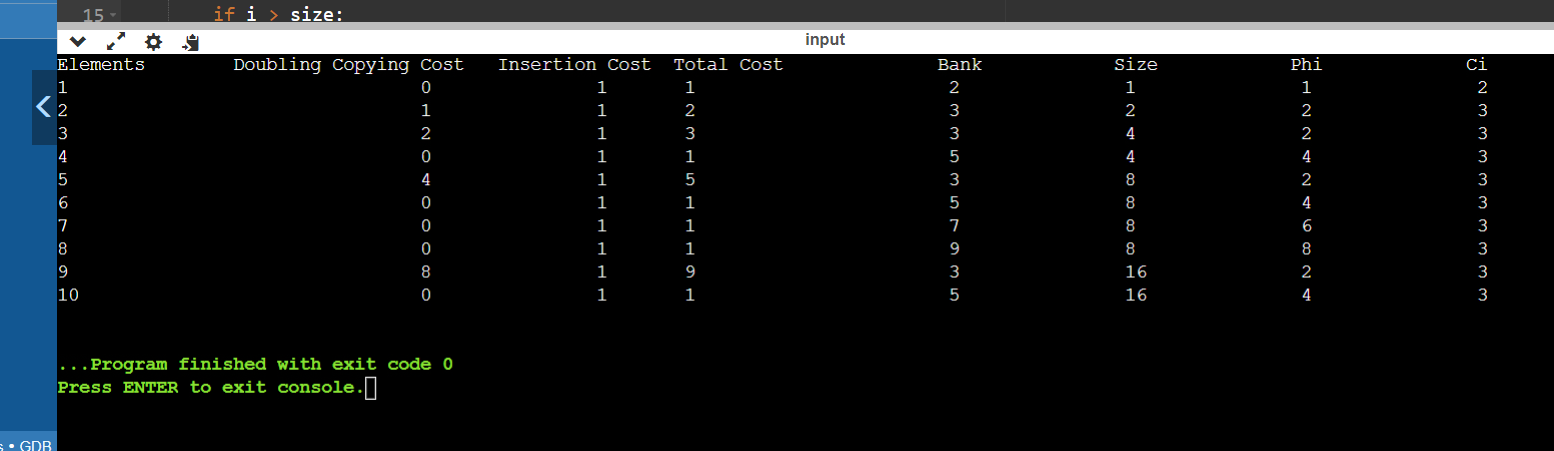 15 if i > size:
input
Elements Doubling Copying Cost Insertion Cost Total Cost Bank Size Phi Ci
1 0 1 1 2 1 1 2
2 1 1 2 3 2 2 3
3 2 1 3 3 4 2 3
4 0 1 1 5 4 4 3
5 4 1 5 3 8 2 3
6 0 1 1 5 8 4 3
7 0 1 1 7 8 6 3
8 0 1 1 9 8 8 3
9 8 1 9 3 16 2 3
10 0 1 1 5 16 4 3
...Program finished with exit code 0
Press ENTER to exit console.
s • GDB